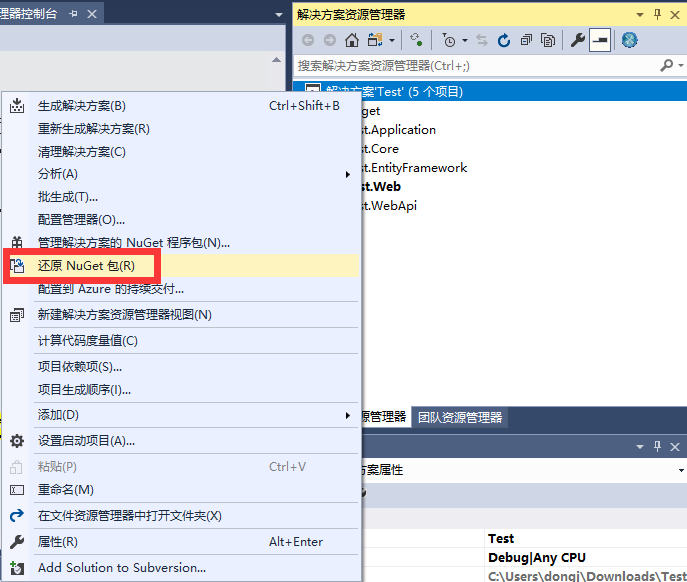 理器控制台
解决方案资源管理器
搜索解决方案资源管理器(Ctrl+;)
解决方案'Test' (5 个项目)
get
st.Application
st.Core
st.EntityFramework
st.Web
st.WebApi
生成解决方案(B) Ctrl+Shift+B
重新生成解决方案(R)
清理解决方案(C)
分析(A)
批生成(T)...
配置管理器(O)...
管理解决方案的 NuGet 程序包(N)...
还原 NuGet 包(R)
配置到 Azure 的持续交付...
新建解决方案资源管理器视图(N)
计算代码度量值(C)
项目依赖项(S)...
项目生成顺序(I)...
添加(D)
设置启动项目(A)...
粘贴(P) Ctrl+V
重命名(M)
在文件资源管理器中打开文件夹(X)
属性(R) Alt+Enter
Add Solution to Subversion...
源管理器 团队资源管理器
方案属性
Test
Debug|Any CPU
C:\Users\dongj\Downloads\Test